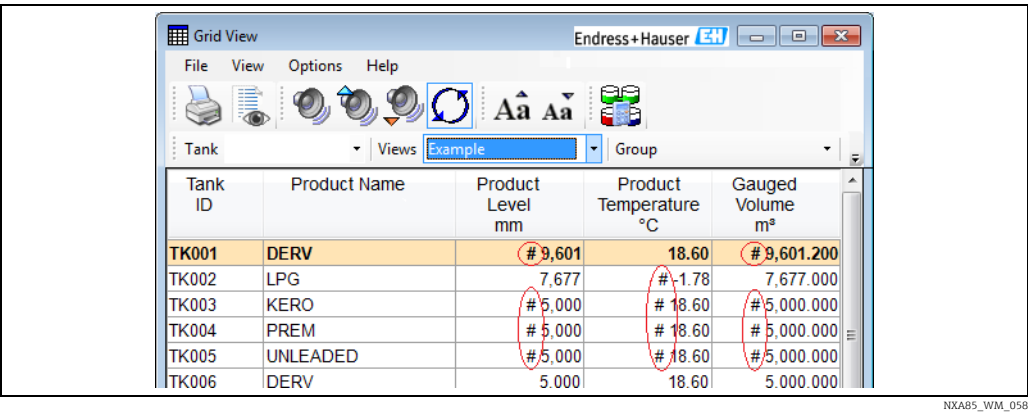 Grid View Endress+Hauser EH
File View Options Help
Aa Aa
Tank Views Example Group
Tank ID Product Name Product Level mm Product Temperature °C Gauged Volume m³
TK001 DERV # 9,601 18.60 # 9,601.200
TK002 LPG 7,677 # -1.78 7,677.000
TK003 KERO # 5,000 # 18.60 # 5,000.000
TK004 PREM # 5,000 # 18.60 # 5,000.000
TK005 UNLEADED # 5,000 # 18.60 # 5,000.000
TK006 DERV 5,000 18.60 5,000.000
NXA85_WM_058